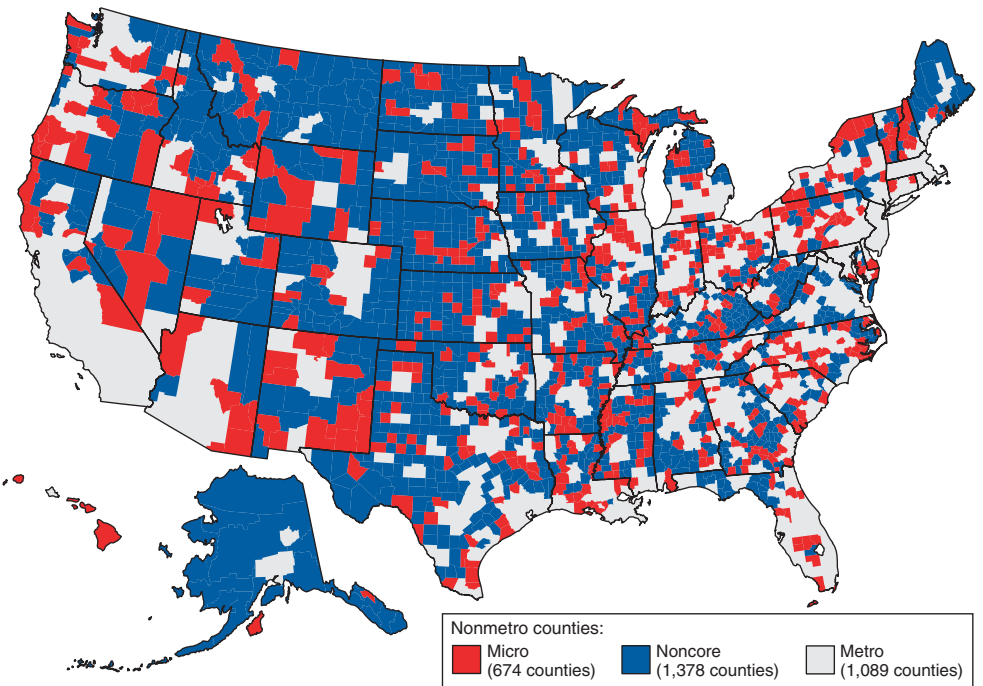 Nonmetro counties:
Micro
(674 counties)
Noncore
(1,378 counties)
Metro
(1,089 counties)